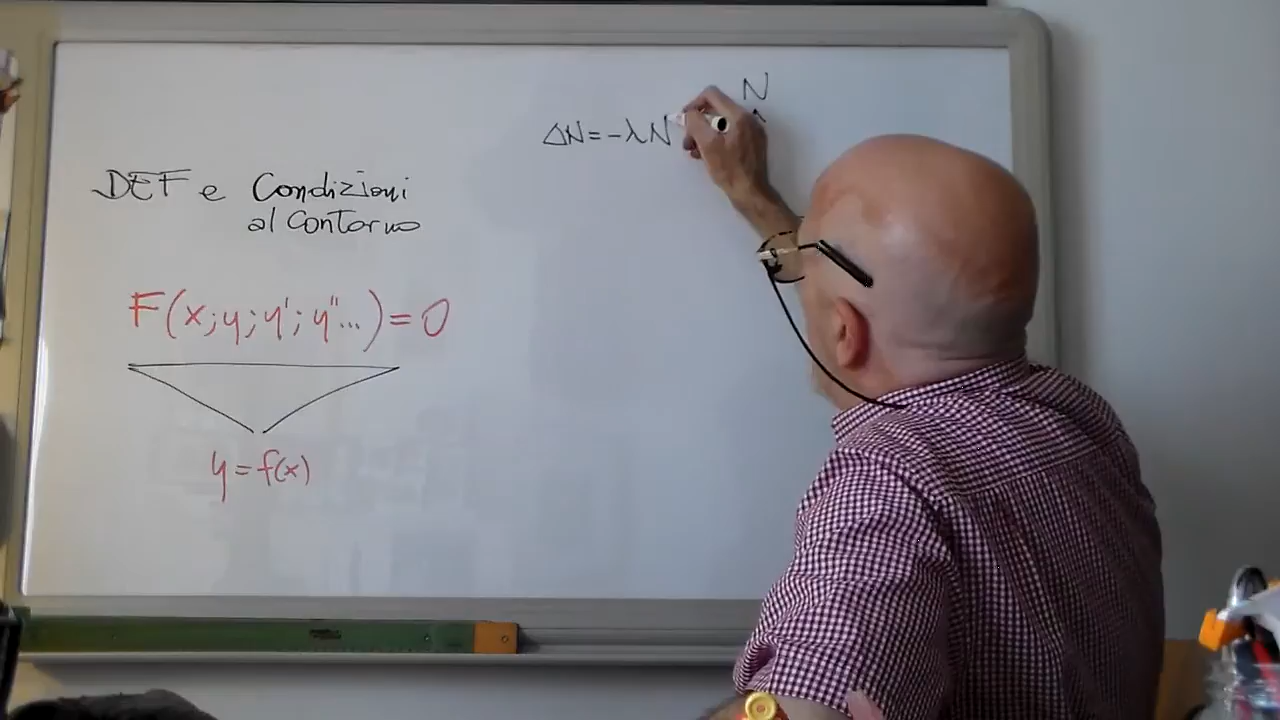 DEF e Condizioni
al Contorno
F(x;y;y';y''...)=0
y=f(x)
N
ΔN=-λN